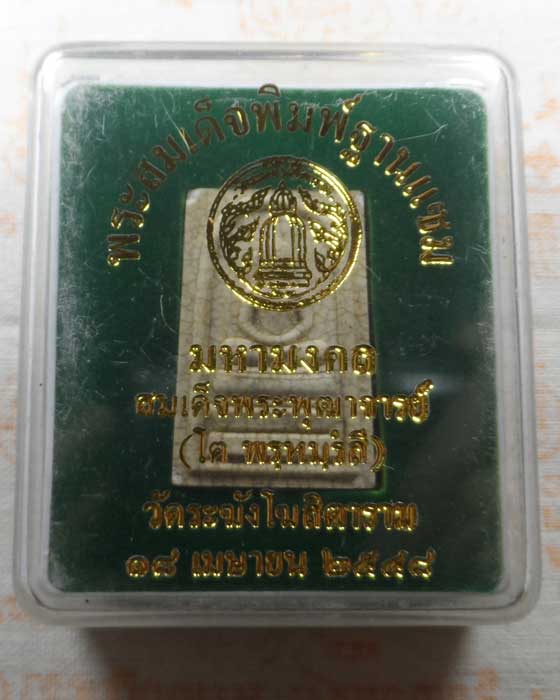 พระสมเด็จพิมพ์ฐานแซม
มหามงคล
สมเด็จพระพุฒาจารย์
(โต พรฺหมฺรํสี)
วัดระฆังโฆสิตาราม
๑๘ เมษายน ๒๕๔๘